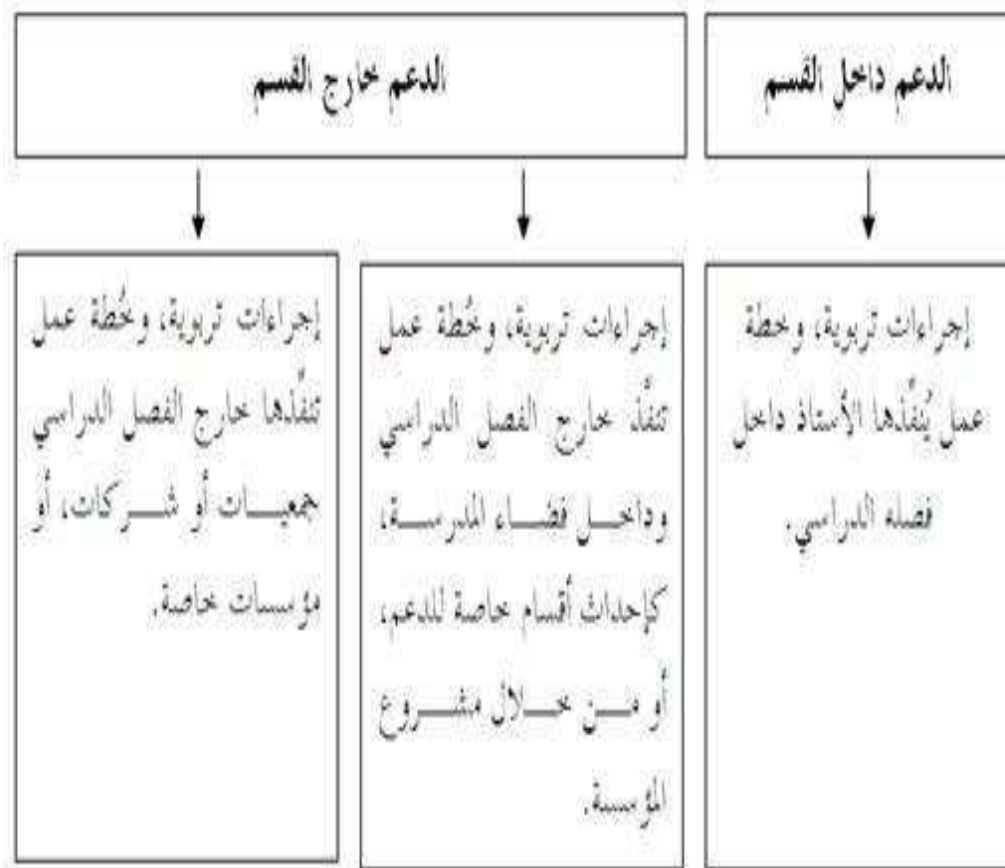 الدعم داخل القسم
الدعم خارج القسم
إجراءات تربوية، وخطة
عمل يُنفِّذها الأستاذ داخل
فصله الدراسي.
إجراءات تربوية، وخُطة عمل
تنفَّذ خارج الفصل الدراسي
وداخل فضاء المدرسة،
كإحداث أقسام خاصة للدعم،
أو من خلال مشروع
المؤسسة.
إجراءات تربوية، وخُطة عمل
تنفِّذها خارج الفصل الدراسي
جمعيات أو شركات، أو
مؤسسات خاصة.